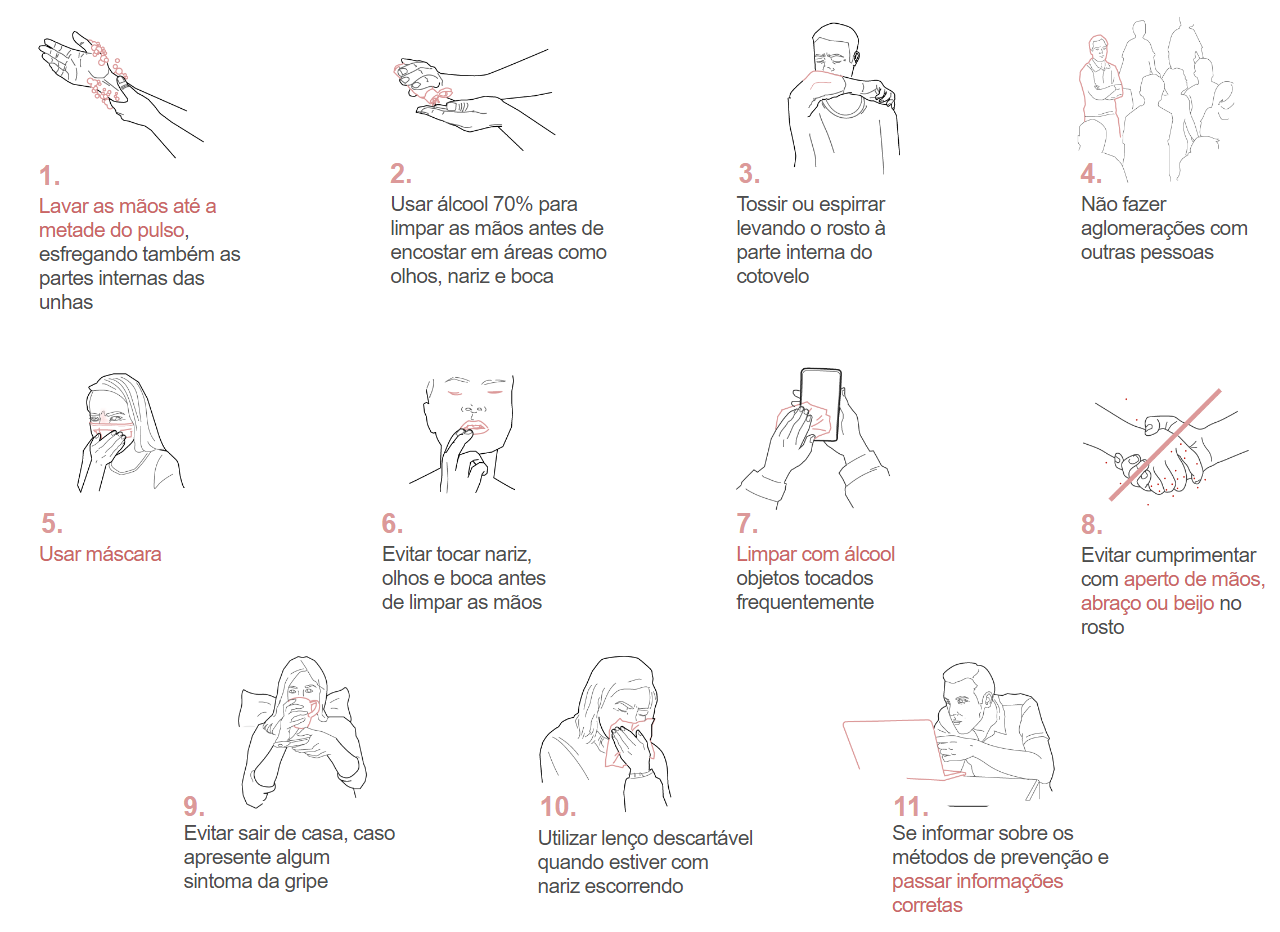 1.
Lavar as mãos até a
metade do pulso,
esfregando também as
partes internas das
unhas
2.
Usar álcool 70% para
limpar as mãos antes de
encostar em áreas como
olhos, nariz e boca
3.
Tossir ou espirrar
levando o rosto à
parte interna do
cotovelo
4.
Não fazer
aglomerações com
outras pessoas
5.
Usar máscara
6.
Evitar tocar nariz,
olhos e boca antes
de limpar as mãos
7.
Limpar com álcool
objetos tocados
frequentemente
8.
Evitar cumprimentar
com aperto de mãos,
abraço ou beijo no
rosto
9.
Evitar sair de casa, caso
apresente algum
sintoma da gripe
10.
Utilizar lenço descartável
quando estiver com
nariz escorrendo
11.
Se informar sobre os
métodos de prevenção e
passar informações
corretas